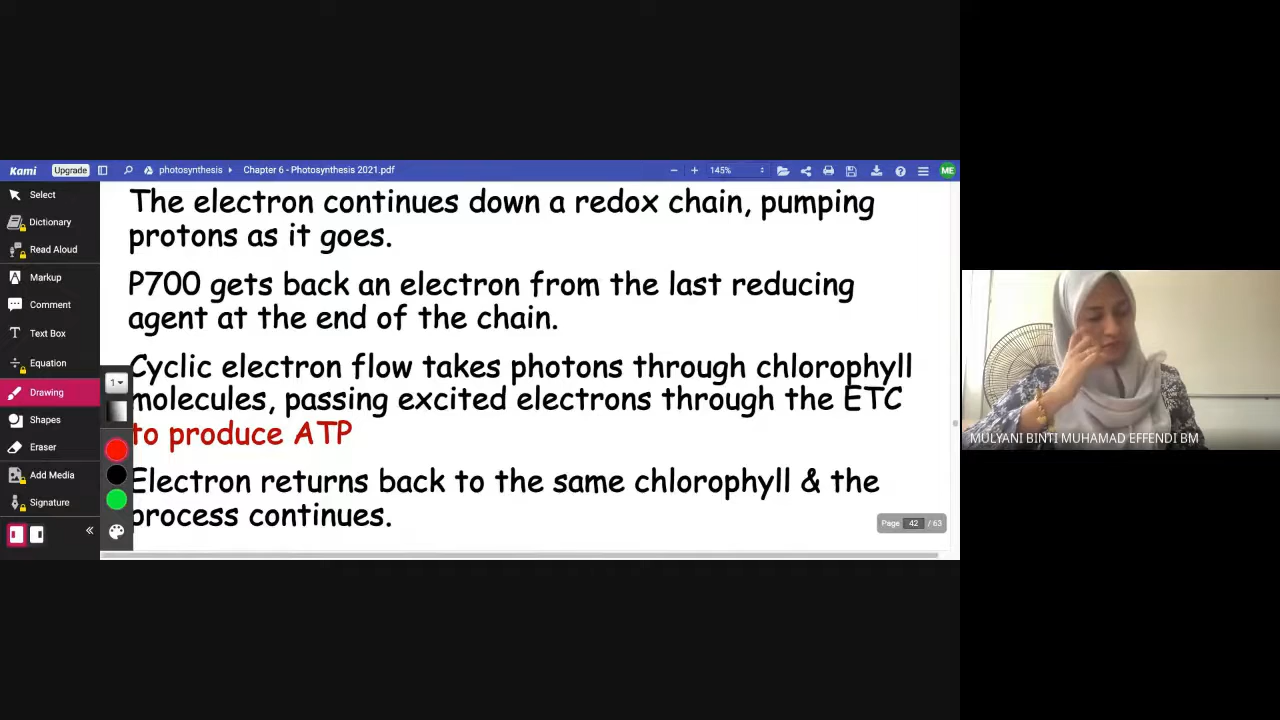 Kami
Upgrade
photosynthesis
Chapter 6 - Photosynthesis 2021.pdf
145%
ME
Select
Dictionary
Read Aloud
Markup
Comment
Text Box
Equation
Drawing
Shapes
Eraser
Add Media
Signature
1
The electron continues down a redox chain, pumping
protons as it goes.
P700 gets back an electron from the last reducing
agent at the end of the chain.
Cyclic electron flow takes photons through chlorophyll
molecules, passing excited electrons through the ETC
to produce ATP
Electron returns back to the same chlorophyll & the
process continues.
Page 42 / 63
MULYANI BINTI MUHAMAD EFFENDI BM